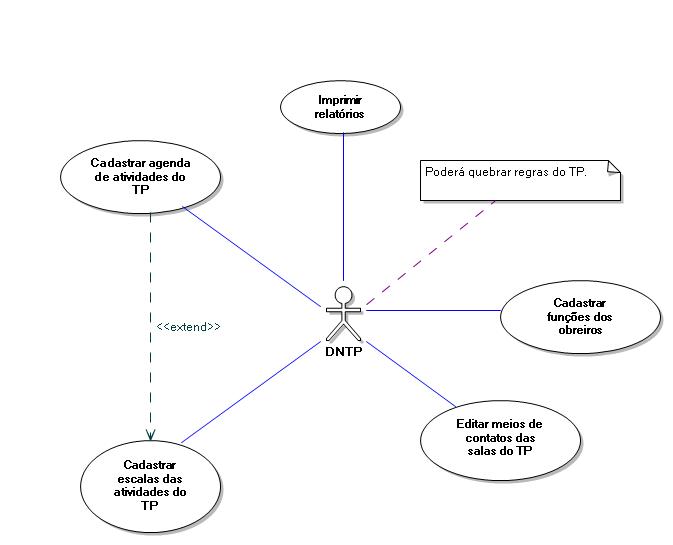 Imprimir
relatórios
Cadastrar agenda
de atividades do
TP
Poderá quebrar regras do TP.
Cadastrar
funções dos
obreiros
<<extend>>
DNTP
Editar meios de
contatos das
salas do TP
Cadastrar
escalas das
atividades do
TP